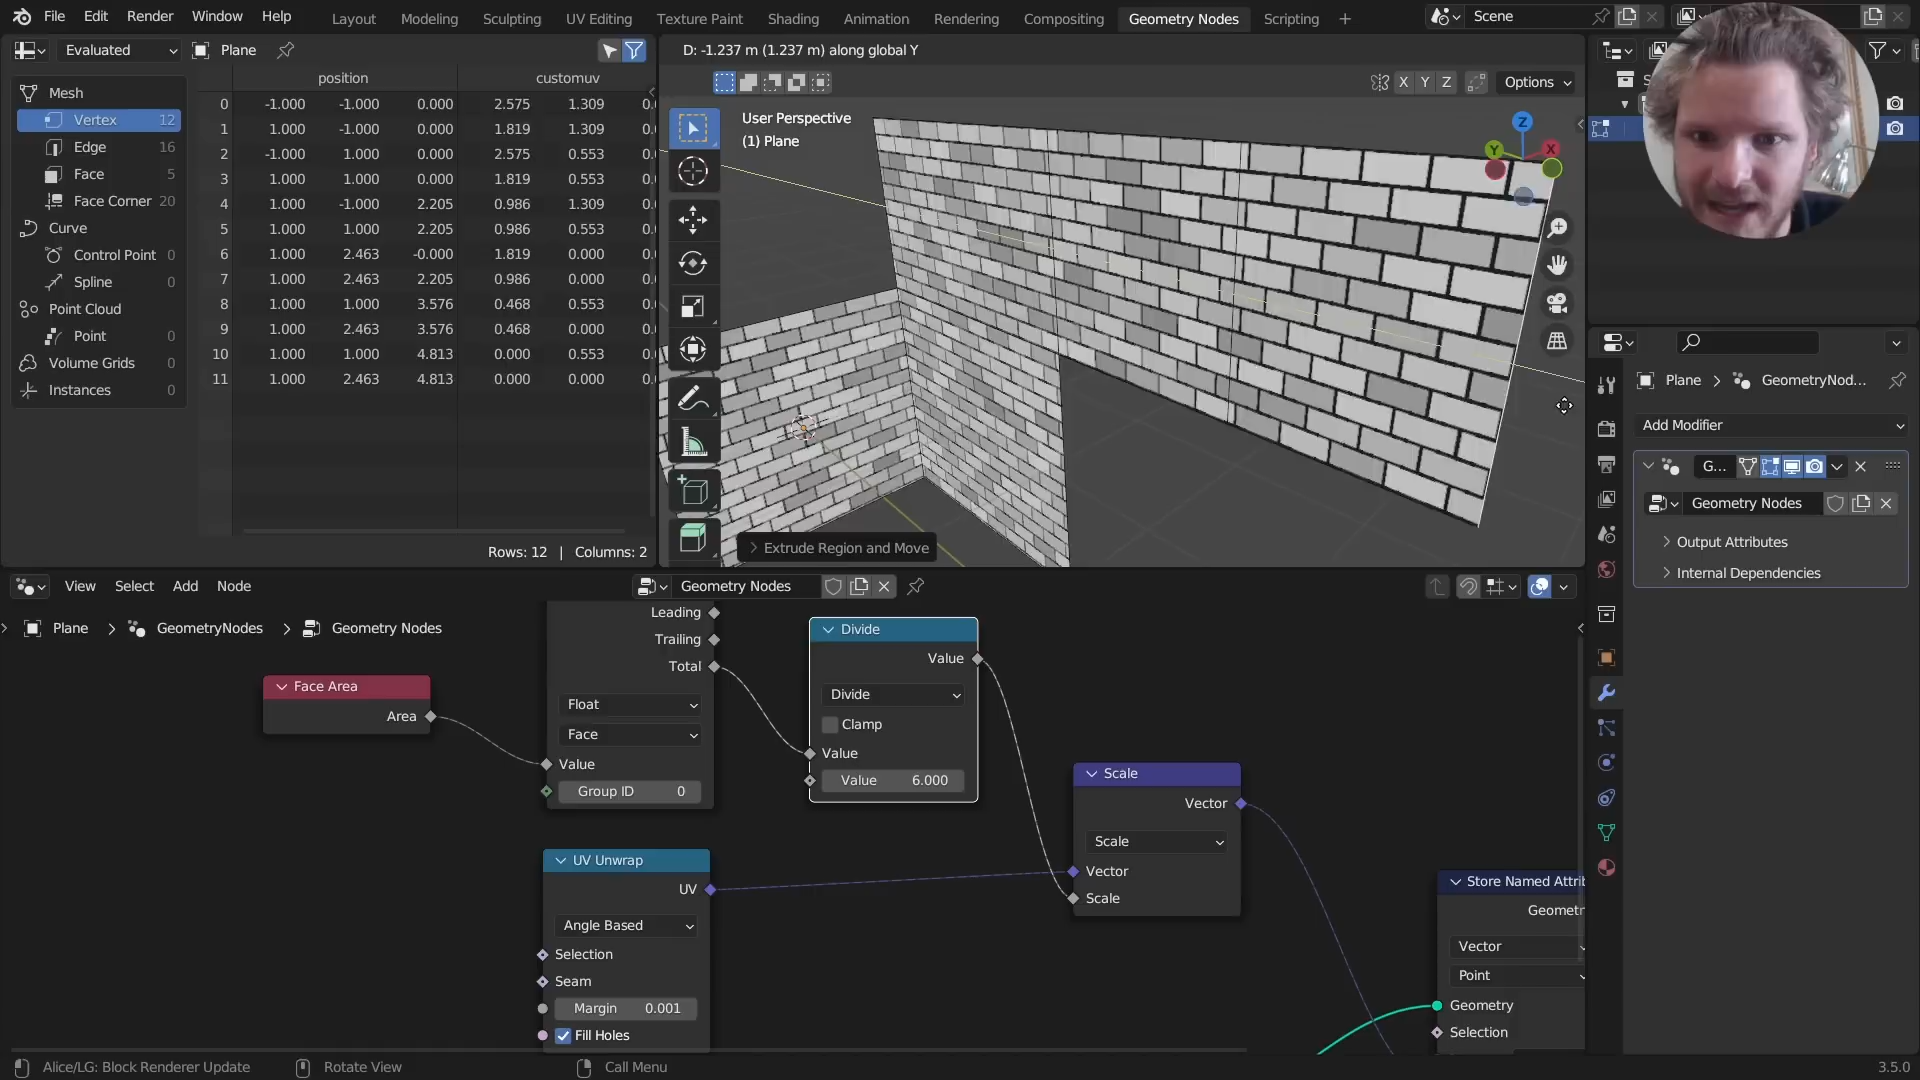 File Edit Render Window Help
Layout Modeling Sculpting UV Editing Texture Paint Shading Animation Rendering Compositing Geometry Nodes Scripting +
Scene
Evaluated Plane
D: -1.237 m (1.237 m) along global Y
X Y Z Options
User Perspective
(1) Plane
Z
Y
X
Mesh
Vertex 12
Edge 16
Face 5
Face Corner 20
Curve
Control Point 0
Spline 0
Point Cloud
Point 0
Volume Grids 0
Instances 0
position customuv
0 -1.000 -1.000 0.000 2.575 1.309 0.
1 1.000 -1.000 0.000 1.819 1.309 0.
2 -1.000 1.000 0.000 2.575 0.553 0.
3 1.000 1.000 0.000 1.819 0.553 0.
4 1.000 -1.000 2.205 0.986 1.309 0.
5 1.000 1.000 2.205 0.986 0.553 0.
6 1.000 2.463 -0.000 1.819 0.000 0.
7 1.000 2.463 2.205 0.986 0.000 0.
8 1.000 1.000 3.576 0.468 0.553 0.
9 1.000 2.463 3.576 0.468 0.000 0.
10 1.000 1.000 4.813 0.000 0.553 0.
11 1.000 2.463 4.813 0.000 0.000 0.
Rows: 12 | Columns: 2
Extrude Region and Move
Plane > GeometryNod...
Add Modifier
G...
Geometry Nodes
Output Attributes
Internal Dependencies
View Select Add Node
Geometry Nodes
Plane > GeometryNodes > Geometry Nodes
Face Area
Area
Leading
Trailing
Total
Float
Face
Value
Group ID 0
Divide
Value
Divide
Clamp
Value
Value 6.000
UV Unwrap
UV
Angle Based
Selection
Seam
Margin 0.001
Fill Holes
Scale
Vector
Scale
Vector
Scale
Store Named Attrib
Geometr
Vector
Point
Geometry
Selection
Alice/LG: Block Renderer Update Rotate View Call Menu 3.5.0